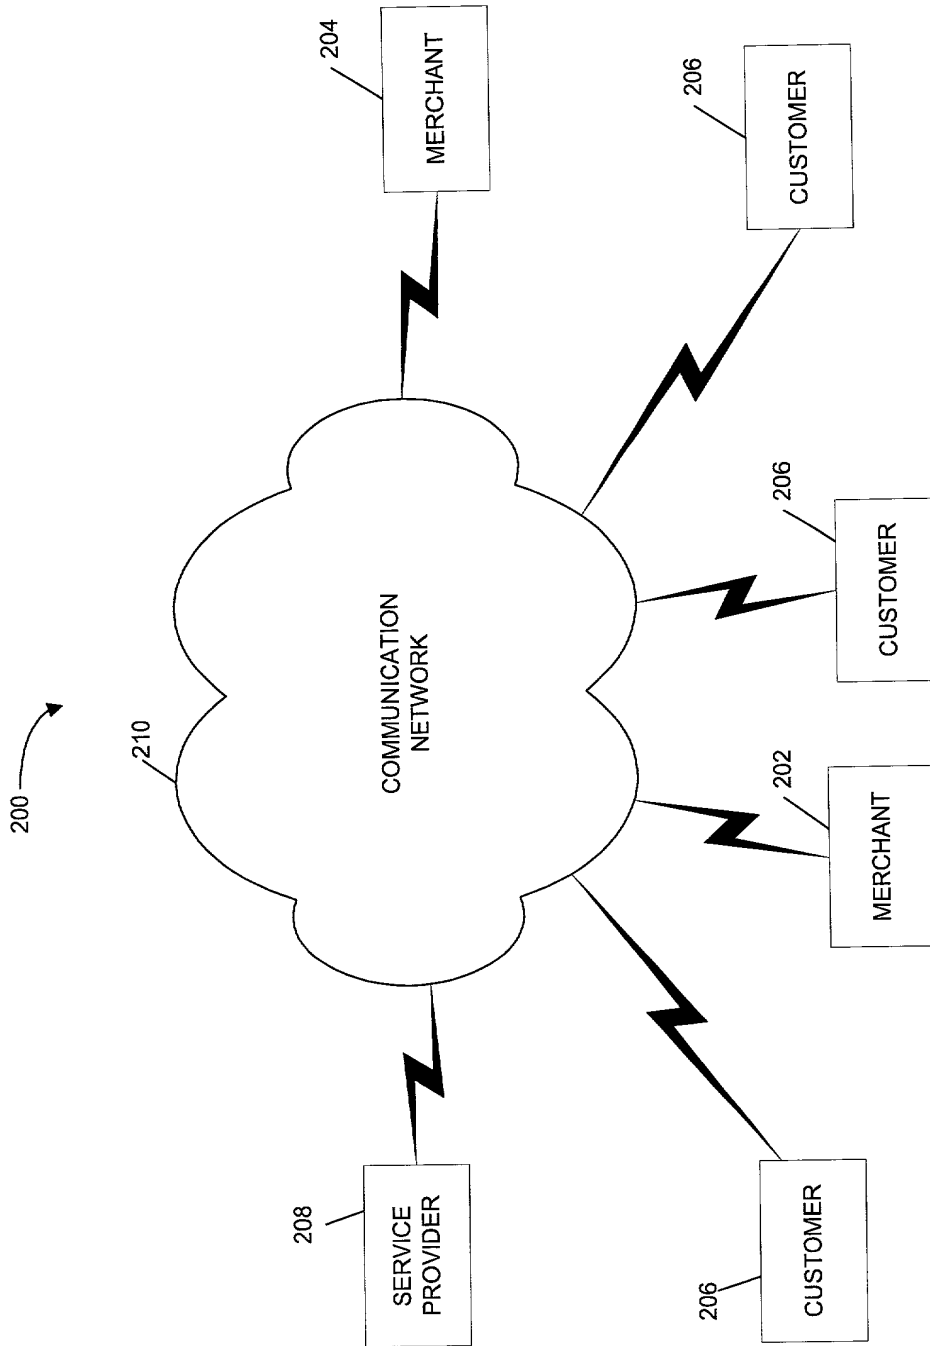 200
210
COMMUNICATION
NETWORK
208
SERVICE
PROVIDER
204
MERCHANT
206
CUSTOMER
202
MERCHANT
206
CUSTOMER
206
CUSTOMER